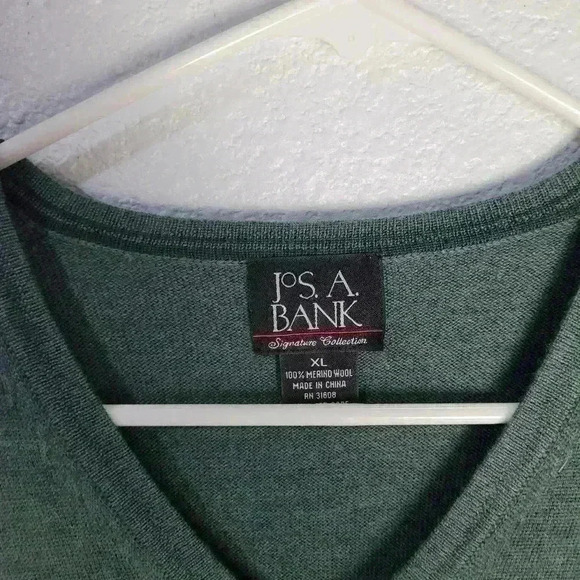 JoS. A.
BANK
Signature Collection
XL
100% MERINO WOOL
MADE IN CHINA
RN 31608